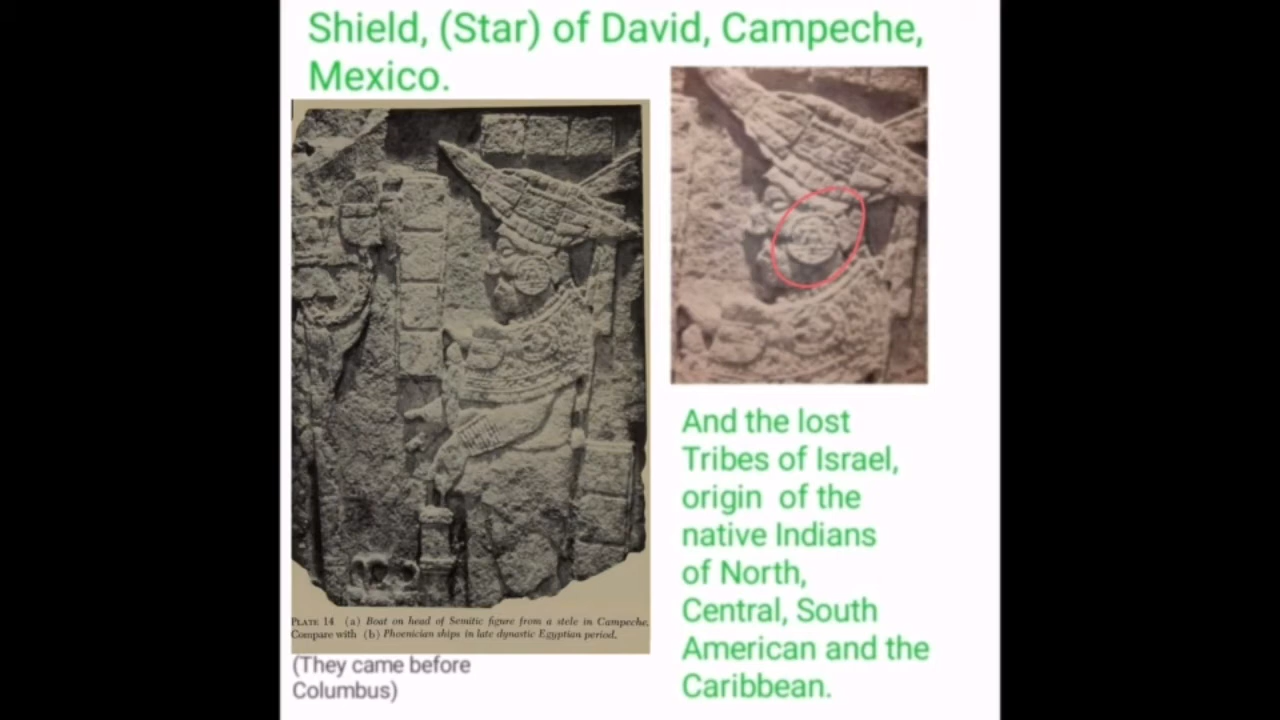 Shield, (Star) of David, Campeche,
Mexico.
PLATE 14 (a) Boat on head of Semitic figure from a stele in Campeche.
Compare with (b) Phoenician ships in late dynastic Egyptian period.
(They came before
Columbus)
And the lost
Tribes of Israel,
origin of the
native Indians
of North,
Central, South
American and the
Caribbean.